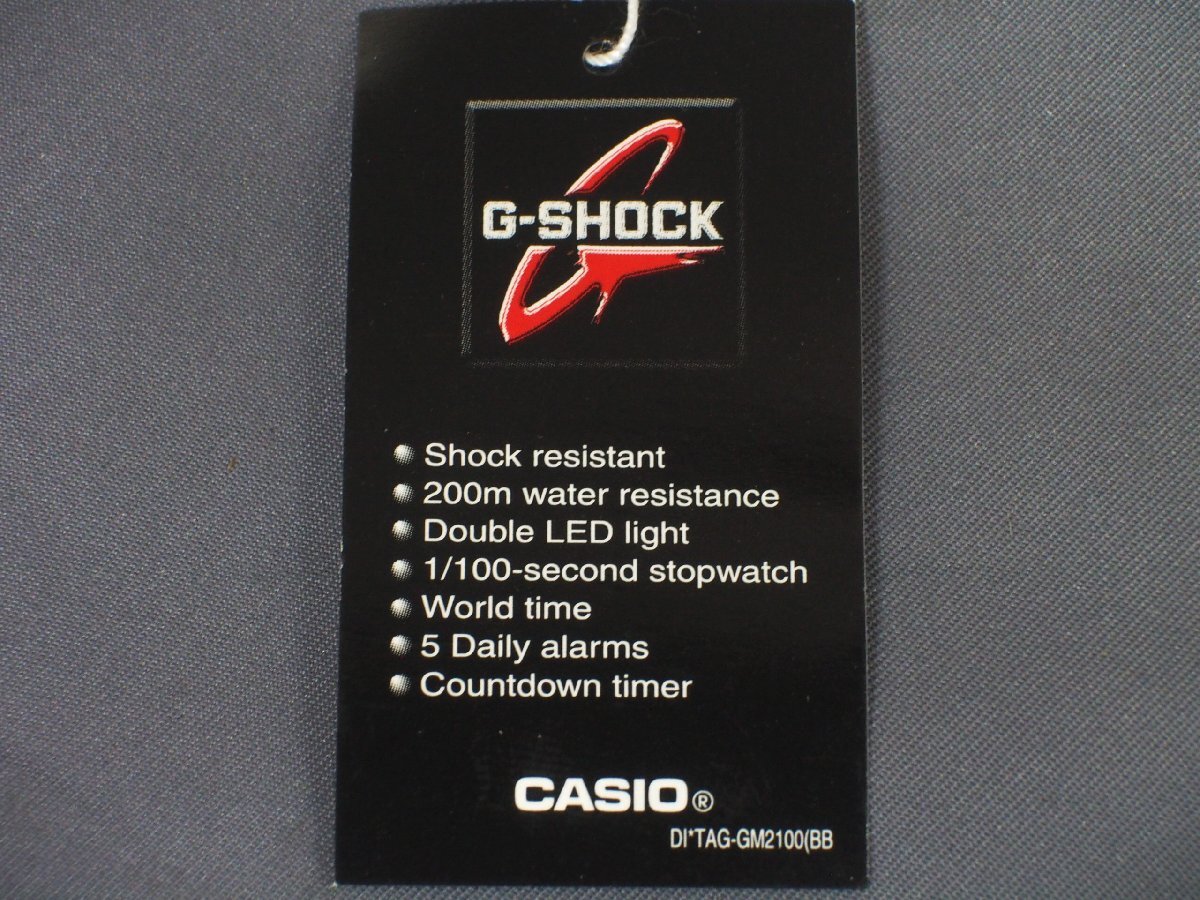 G-SHOCK
Shock resistant
200m water resistance
Double LED light
1/100-second stopwatch
World time
5 Daily alarms
Countdown timer
CASIO®
DI*TAG-GM2100(BB